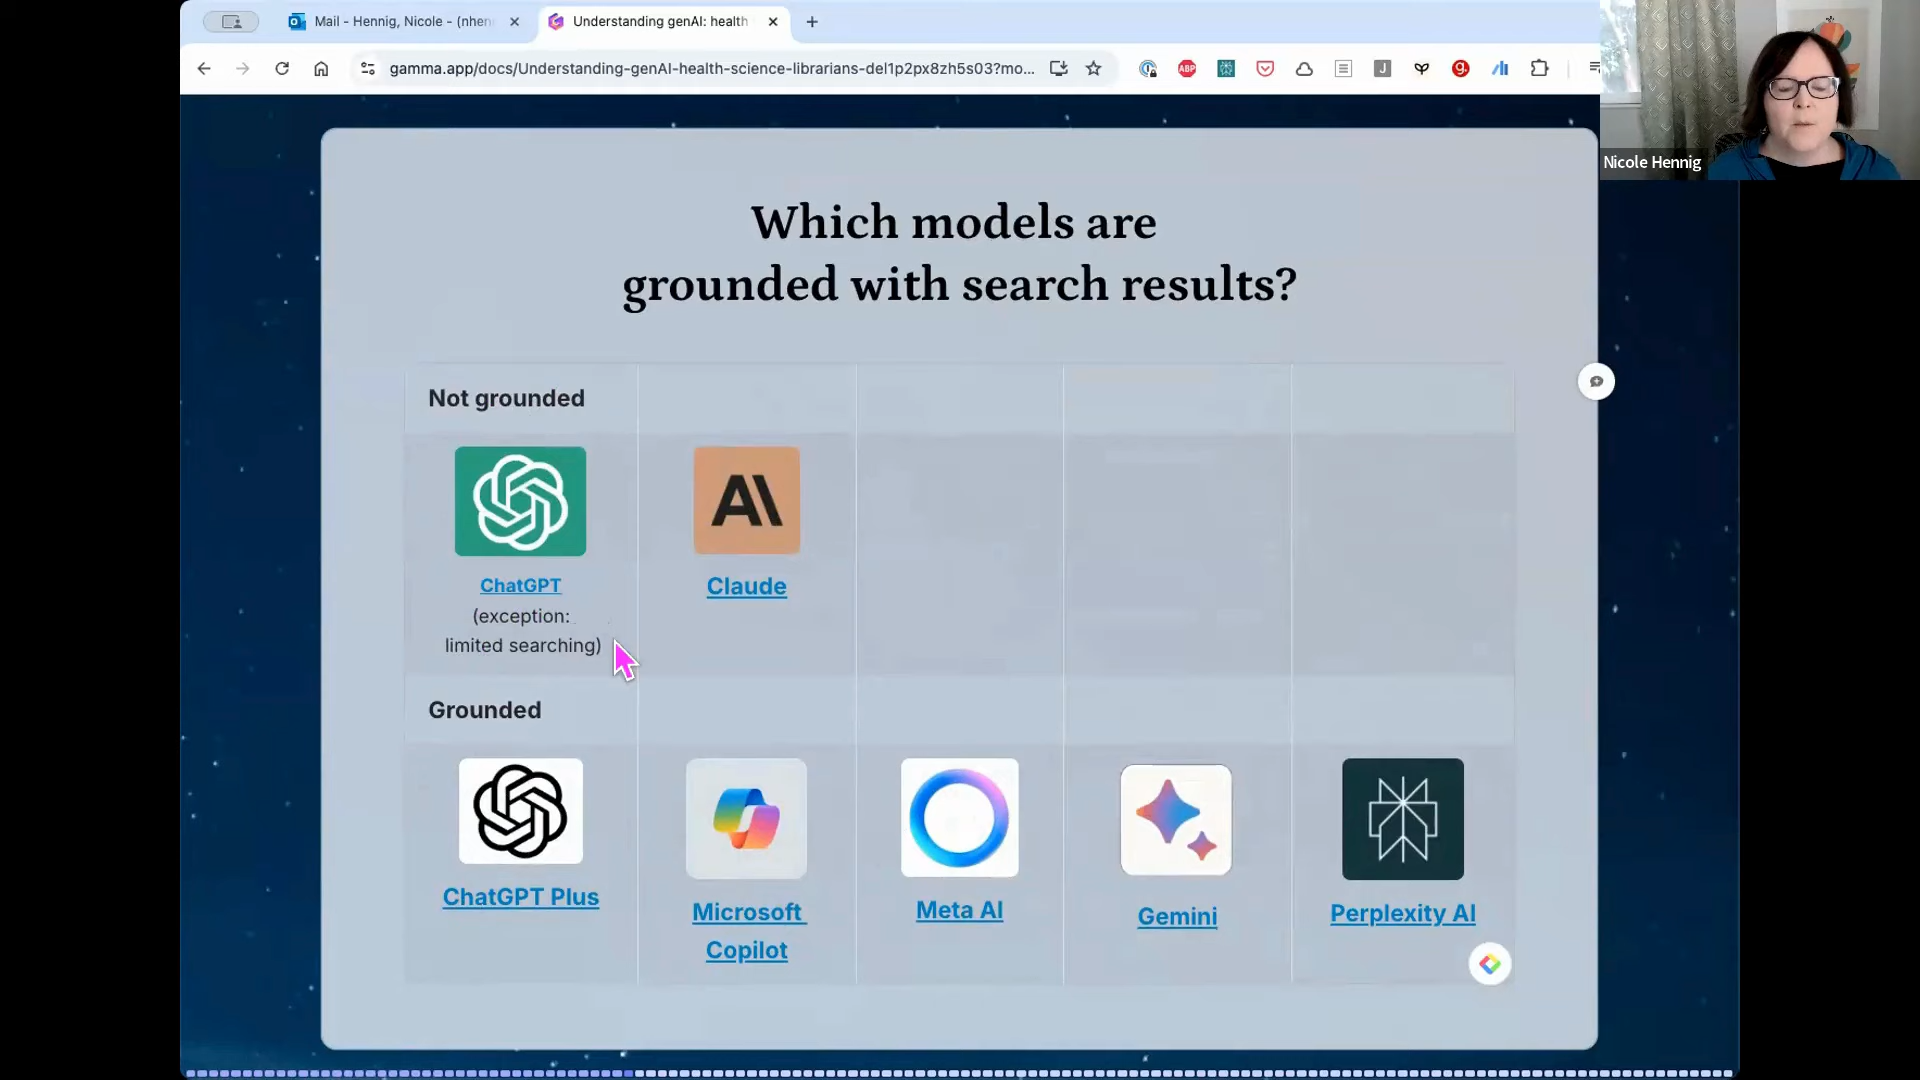 Mail - Hennig, Nicole - (nhen
Understanding genAI: health
gamma.app/docs/Understanding-genAI-health-science-librarians-del1p2px8zh5s03?mo...
ABP
J
g.
Nicole Hennig
Which models are
grounded with search results?
Not grounded
ChatGPT
(exception:
limited searching)
Claude
Grounded
ChatGPT Plus
Microsoft
Copilot
Meta AI
Gemini
Perplexity AI